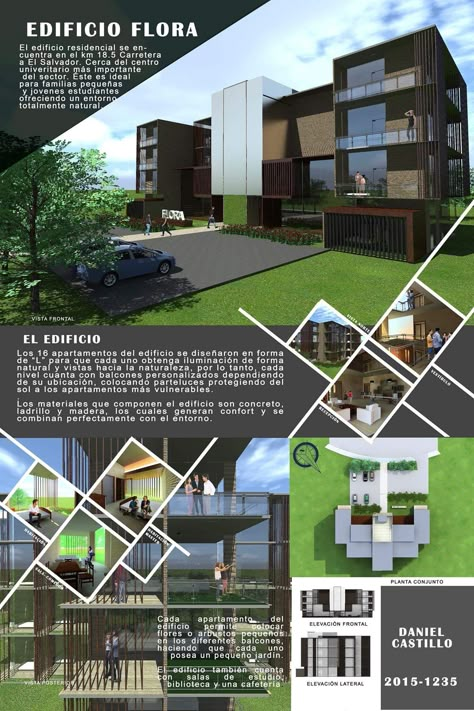 EDIFICIO FLORA
El edificio residencial se en-
cuentra en el km 18.5 Carretera
a El Salvador. Cerca del centro
univeritario más importante
del sector. Éste es ideal
para familias pequeñas
y jovenes estudiantes
ofreciendo un entorno
totalmente natural.
FLORA
VISTA FRONTAL
EL EDIFICIO
Los 16 apartamentos del edificio se diseñaron en forma
de "L" para que cada uno obtenga iluminación de forma
natural y vistas hacia la naturaleza, por lo tanto, cada
nivel cuenta con balcones personalizados dependiendo
de su ubicación, colocando parteluces protegiendo del
sol a los apartamentos más vulnerables.
Los materiales que componen el edificio son concreto,
ladrillo y madera, los cuales generan confort y se
combinan perfectamente con el entorno.
VISTA NORTE
VESTIBULO
RECEPCION
PLANTA CONJUNTO
Cada apartamento del
edificio permite colocar
flores o arbustos pequeños
en los diferentes balcones,
haciendo que cada uno
posea un pequeño jardín.
El edificio también cuenta
con salas de estudio,
biblioteca y una cafetería
VISTA POSTERIOR
ELEVACIÓN FRONTAL
ELEVACIÓN LATERAL
DANIEL
CASTILLO
2015-1235